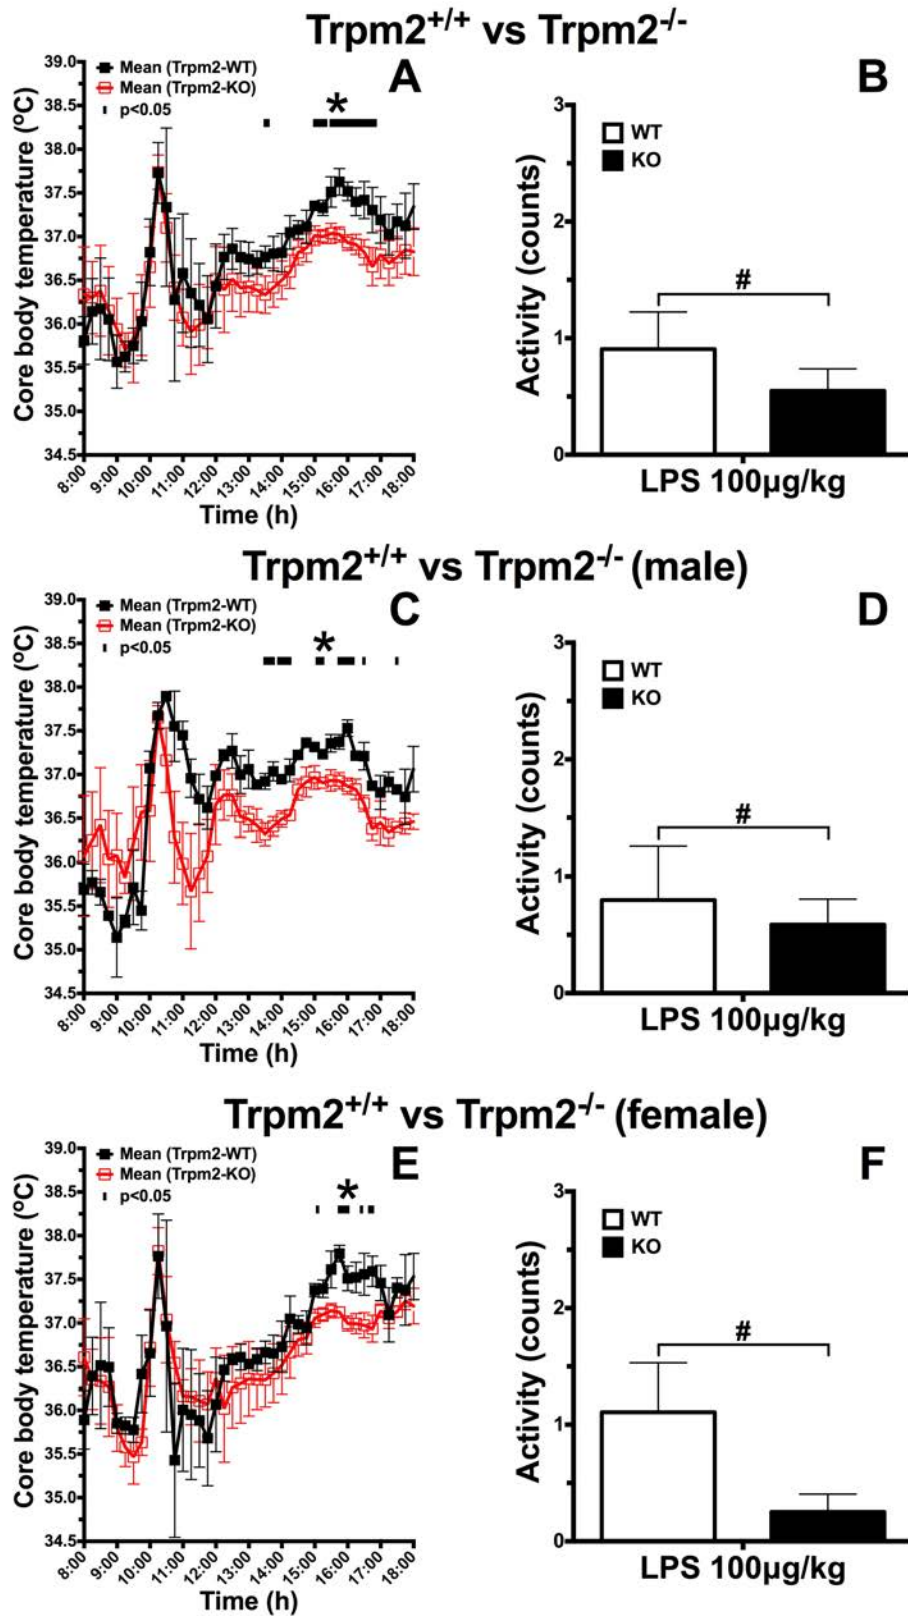 Trpm2+/+ vs Trpm2-/-
39.0
38.5
38.0
37.5
37.0
36.5
36.0
35.5
35.0
34.5
Core body temperature (ºC)
Mean (Trpm2-WT)
Mean (Trpm2-KO)
p<0.05
*
A
8:00
9:00
10:00
11:00
12:00
13:00
14:00
15:00
16:00
17:00
18:00
Time (h)
B
3
2
1
0
Activity (counts)
WT
KO
#
LPS 100µg/kg
Trpm2+/+ vs Trpm2-/- (male)
39.0
38.5
38.0
37.5
37.0
36.5
36.0
35.5
35.0
34.5
Core body temperature (ºC)
Mean (Trpm2-WT)
Mean (Trpm2-KO)
p<0.05
*
C
8:00
9:00
10:00
11:00
12:00
13:00
14:00
15:00
16:00
17:00
18:00
Time (h)
D
3
2
1
0
Activity (counts)
WT
KO
#
LPS 100µg/kg
Trpm2+/+ vs Trpm2-/- (female)
39.0
38.5
38.0
37.5
37.0
36.5
36.0
35.5
35.0
34.5
Core body temperature (ºC)
Mean (Trpm2-WT)
Mean (Trpm2-KO)
p<0.05
*
E
8:00
9:00
10:00
11:00
12:00
13:00
14:00
15:00
16:00
17:00
18:00
Time (h)
F
3
2
1
0
Activity (counts)
WT
KO
#
LPS 100µg/kg